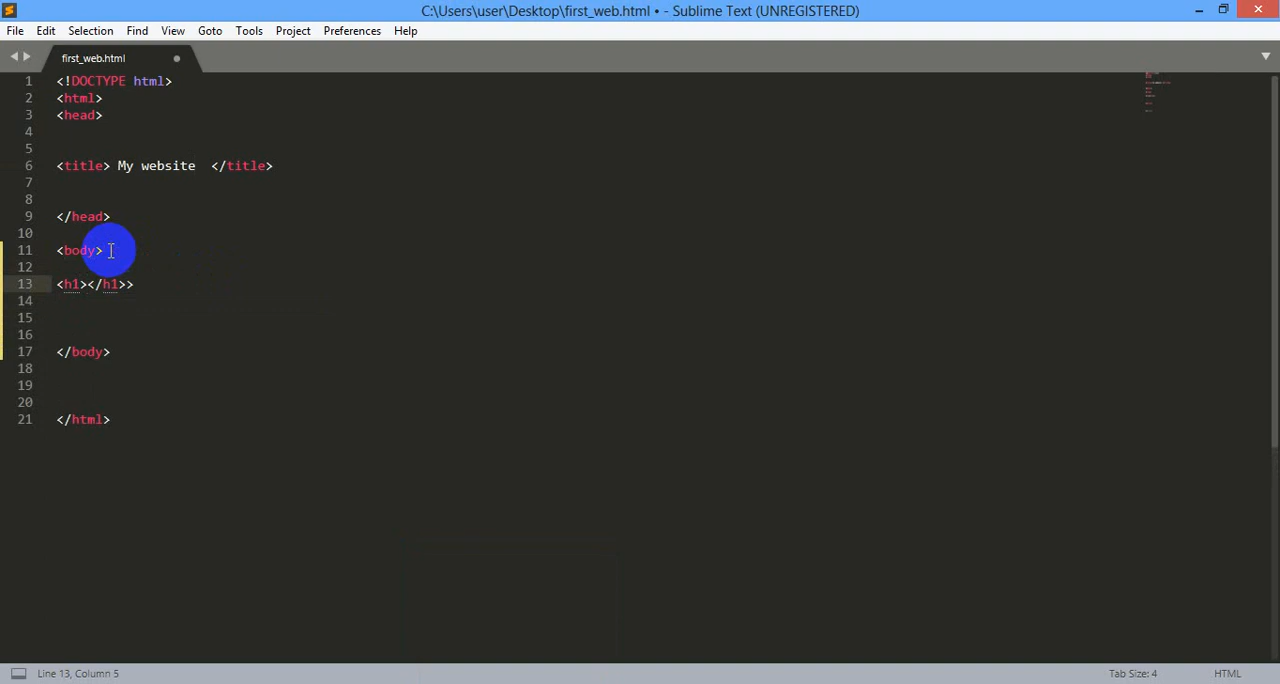 C:\Users\user\Desktop\first_web.html • - Sublime Text (UNREGISTERED)
File Edit Selection Find View Goto Tools Project Preferences Help
first_web.html
1 <!DOCTYPE html>
2 <html>
3 <head>
4
5
6 <title> My website  </title>
7
8
9 </head>
10
11 <body>
12
13 <h1></h1>>
14
15
16
17 </body>
18
19
20
21 </html>
Line 13, Column 5 Tab Size: 4 HTML